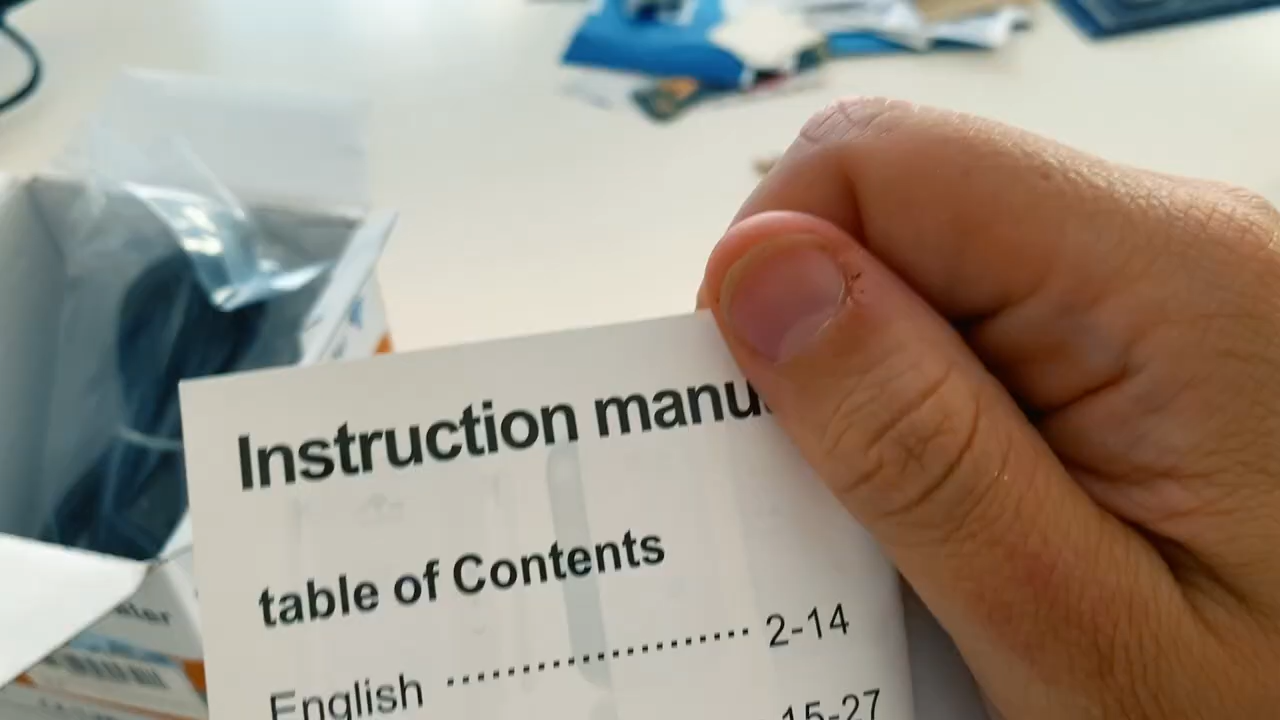 Instruction manu
table of Contents
English ........................ 2-14
15-27